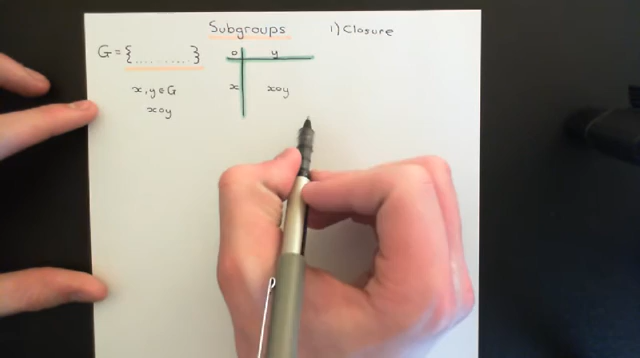 Subgroups
G = {..........}
x, y ∈ G
x∘y
∘ y
x x∘y
1) Closure